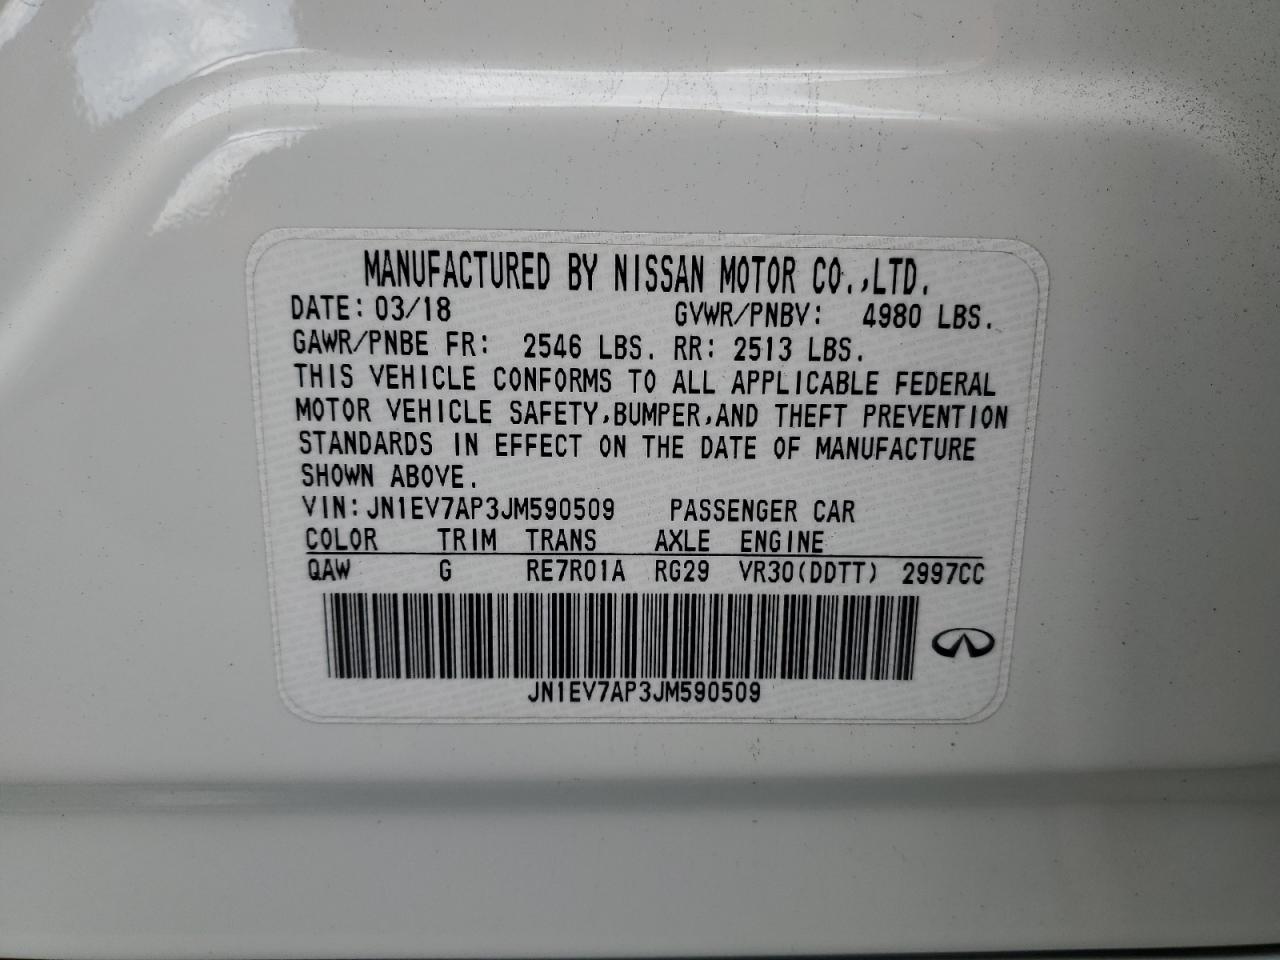 MANUFACTURED BY NISSAN MOTOR CO.,LTD.
DATE: 03/18 GVWR/PNBV: 4980 LBS.
GAWR/PNBE FR: 2546 LBS. RR: 2513 LBS.
THIS VEHICLE CONFORMS TO ALL APPLICABLE FEDERAL
MOTOR VEHICLE SAFETY,BUMPER,AND THEFT PREVENTION
STANDARDS IN EFFECT ON THE DATE OF MANUFACTURE
SHOWN ABOVE.
VIN: JN1EV7AP3JM590509 PASSENGER CAR
COLOR TRIM TRANS AXLE ENGINE
QAW G RE7R01A RG29 VR30(DDTT) 2997CC
JN1EV7AP3JM590509